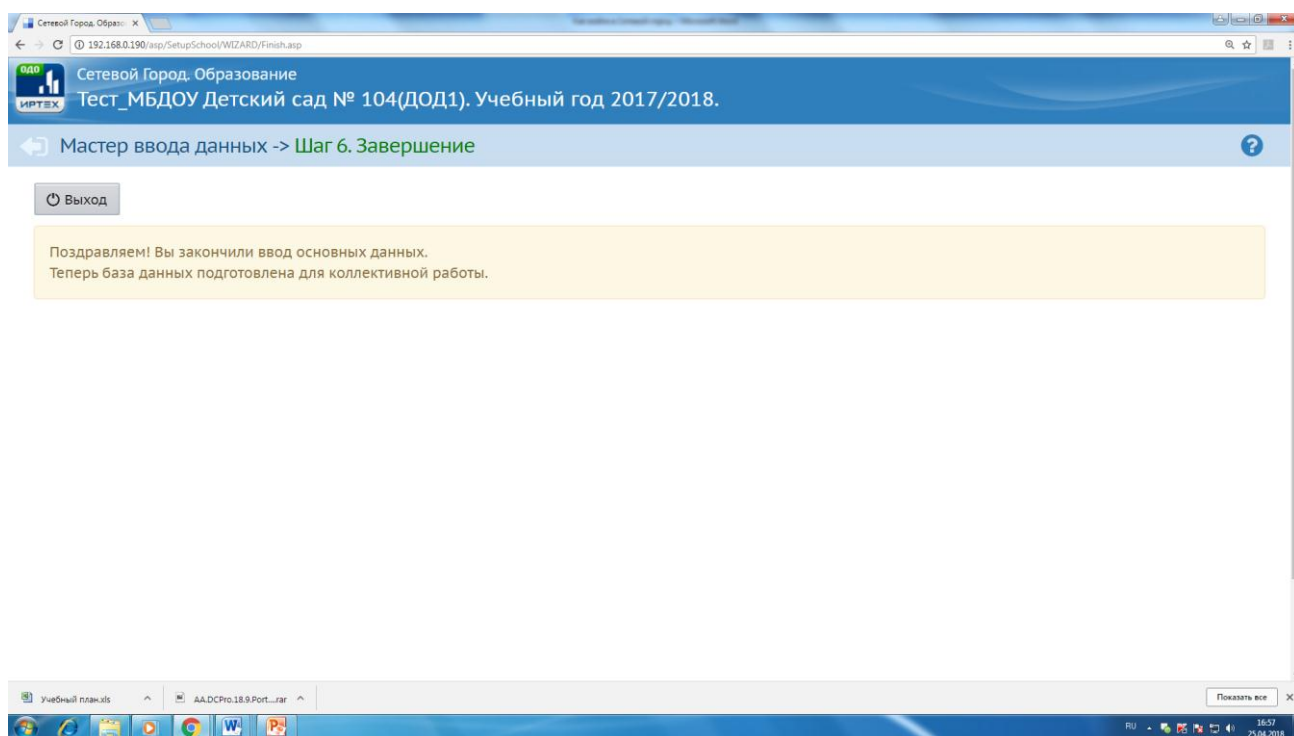 Сетевой Город. Образо
192.168.0.190/asp/SetupSchool/WIZARD/Finish.asp
ОДО
ИРТЕХ
Сетевой Город. Образование
Тест_МБДОУ Детский сад № 104(ДОД1). Учебный год 2017/2018.
Мастер ввода данных -> Шаг 6. Завершение
?
Выход
Поздравляем! Вы закончили ввод основных данных.
Теперь база данных подготовлена для коллективной работы.
Учебный план.xls
AA.DCPro.18.9.Port....rar
Показать все
RU
16:57
25.04.2018